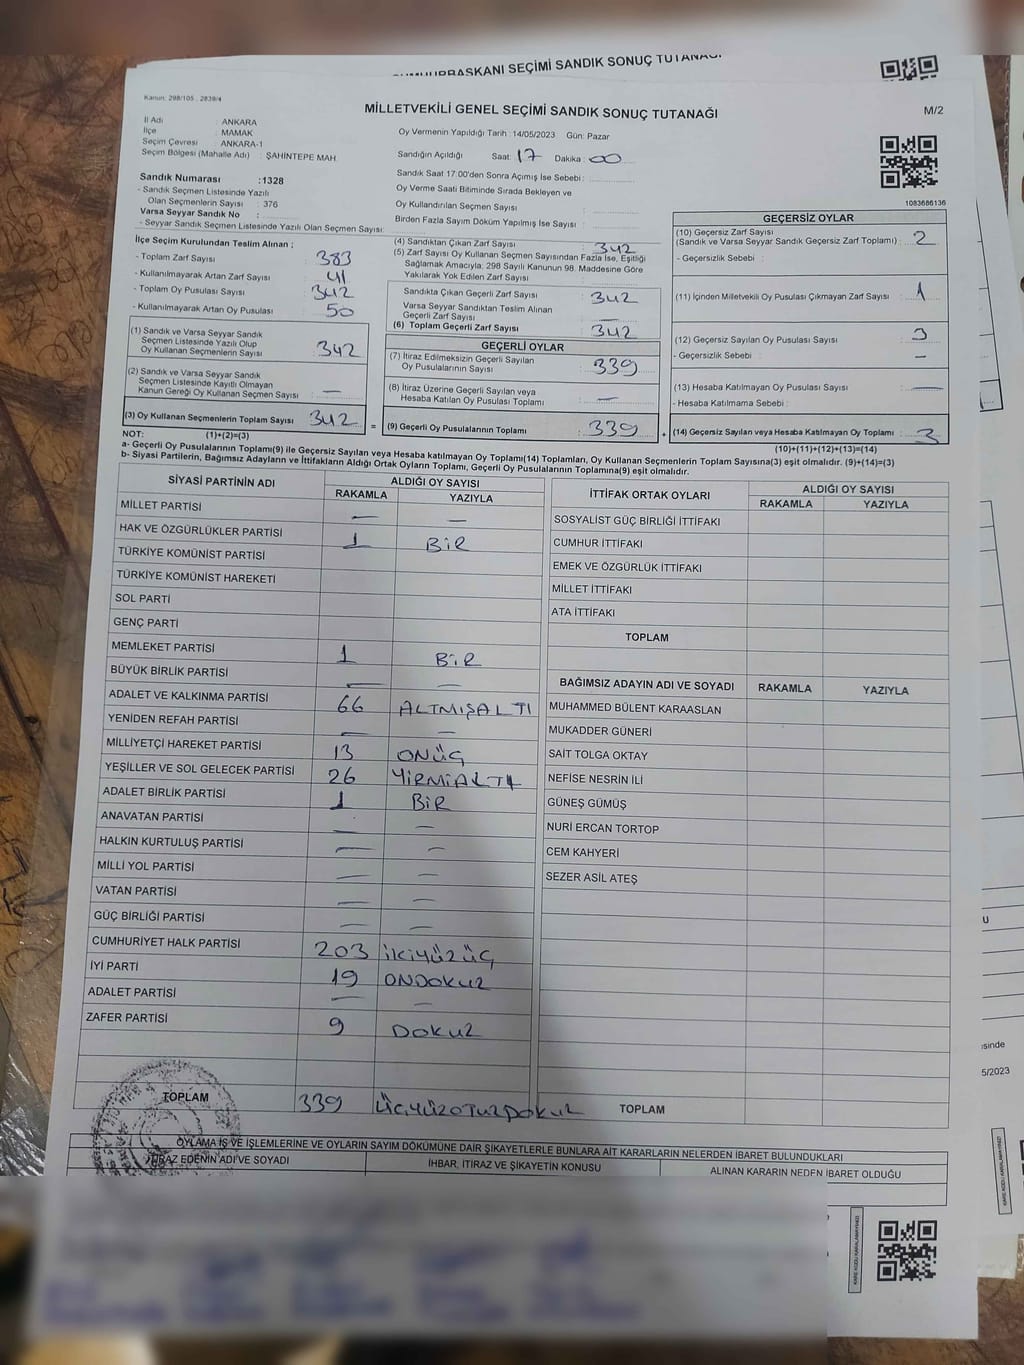 CUMHURBAŞKANI SEÇİMİ SANDIK SONUÇ TUTANAĞI
Kanun: 298/105 , 2839/4
MİLLETVEKİLİ GENEL SEÇİMİ SANDIK SONUÇ TUTANAĞI
M/2
İl Adı : ANKARA
İlçe : MAMAK
Seçim Çevresi : ANKARA-1
Seçim Bölgesi (Mahalle Adı) : ŞAHİNTEPE MAH.
Sandık Numarası :1328
- Sandık Seçmen Listesinde Yazılı
Olan Seçmenlerin Sayısı : 376
Varsa Seyyar Sandık No :
- Seyyar Sandık Seçmen Listesinde Yazılı Olan Seçmen Sayısı:
Oy Vermenin Yapıldığı Tarih :14/05/2023 Gün: Pazar
Sandığın Açıldığı Saat: 17 Dakika: 00
Sandık Saat 17:00'den Sonra Açımış İse Sebebi :
Oy Verme Saati Bitiminde Sırada Bekleyen ve
Oy Kullandırılan Seçmen Sayısı :
Birden Fazla Sayım Döküm Yapılmış İse Sayısı :
1083686136
İlçe Seçim Kurulundan Teslim Alınan ;
- Toplam Zarf Sayısı : 383
- Kullanılmayarak Artan Zarf Sayısı : 41
- Toplam Oy Pusulası Sayısı : 342
- Kullanılmayarak Artan Oy Pusulası : 50
(1) Sandık ve Varsa Seyyar Sandık
Seçmen Listesinde Yazılı Olup
Oy Kullanan Seçmenlerin Sayısı : 342
(2) Sandık ve Varsa Seyyar Sandık
Seçmen Listesinde Kayıtlı Olmayan
Kanun Gereği Oy Kullanan Seçmen Sayısı : —
(3) Oy Kullanan Seçmenlerin Toplam Sayısı : 342
(4) Sandıktan Çıkan Zarf Sayısı : 342
(5) Zarf Sayısı Oy Kullanan Seçmen Sayısından Fazla İse, Eşitliği
Sağlamak Amacıyla; 298 Sayılı Kanunun 98. Maddesine Göre
Yakılarak Yok Edilen Zarf Sayısı :
Sandıkta Çıkan Geçerli Zarf Sayısı : 342
Varsa Seyyar Sandıktan Teslim Alınan
Geçerli Zarf Sayısı : —
(6) Toplam Geçerli Zarf Sayısı : 342
GEÇERLİ OYLAR
(7) İtiraz Edilmeksizin Geçerli Sayılan
Oy Pusulalarının Sayısı : 339
(8) İtiraz Üzerine Geçerli Sayılan veya
Hesaba Katılan Oy Pusulası Toplamı : —
(9) Geçerli Oy Pusulalarının Toplamı : 339
GEÇERSİZ OYLAR
(10) Geçersiz Zarf Sayısı
(Sandık ve Varsa Seyyar Sandık Geçersiz Zarf Toplamı) : 2
- Geçersizlik Sebebi :
(11) İçinden Milletvekili Oy Pusulası Çıkmayan Zarf Sayısı : 1
(12) Geçersiz Sayılan Oy Pusulası Sayısı : 3
- Geçersizlik Sebebi : —
(13) Hesaba Katılmayan Oy Pusulası Sayısı : —
- Hesaba Katılmama Sebebi :
(14) Geçersiz Sayılan veya Hesaba Katılmayan Oy Toplamı : 3
NOT: (1)+(2)=(3)
(10)+(11)+(12)+(13)=(14)
a- Geçerli Oy Pusulalarının Toplamı(9) ile Geçersiz Sayılan veya Hesaba katılmayan Oy Toplamı(14) Toplamları, Oy Kullanan Seçmenlerin Toplam Sayısına(3) eşit olmalıdır. (9)+(14)=(3)
b- Siyasi Partilerin, Bağımsız Adayların ve İttifakların Aldığı Ortak Oyların Toplamı, Geçerli Oy Pusulalarının Toplamına(9) eşit olmalıdır.
SİYASİ PARTİNİN ADI ALDIĞI OY SAYISI
RAKAMLA YAZIYLA
MİLLET PARTİSİ — —
HAK VE ÖZGÜRLÜKLER PARTİSİ 1 BİR
TÜRKİYE KOMÜNİST PARTİSİ
TÜRKİYE KOMÜNİST HAREKETİ
SOL PARTİ
GENÇ PARTİ
MEMLEKET PARTİSİ 1 BİR
BÜYÜK BİRLİK PARTİSİ — —
ADALET VE KALKINMA PARTİSİ 66 ALTMIŞALTI
YENİDEN REFAH PARTİSİ — —
MİLLİYETÇİ HAREKET PARTİSİ 13 ONÜÇ
YEŞİLLER VE SOL GELECEK PARTİSİ 26 YİRMİALTI
ADALET BİRLİK PARTİSİ 1 BİR
ANAVATAN PARTİSİ — —
HALKIN KURTULUŞ PARTİSİ — —
MİLLİ YOL PARTİSİ — —
VATAN PARTİSİ — —
GÜÇ BİRLİĞİ PARTİSİ — —
CUMHURİYET HALK PARTİSİ 203 İKİYÜZÜÇ
İYİ PARTİ 19 ONDOKUZ
ADALET PARTİSİ — —
ZAFER PARTİSİ 9 DOKUZ
TOPLAM 339 ÜÇYÜZOTUZDOKUZ
İTTİFAK ORTAK OYLARI ALDIĞI OY SAYISI
RAKAMLA YAZIYLA
SOSYALİST GÜÇ BİRLİĞİ İTTİFAKI
CUMHUR İTTİFAKI
EMEK VE ÖZGÜRLÜK İTTİFAKI
MİLLET İTTİFAKI
ATA İTTİFAKI
TOPLAM
BAĞIMSIZ ADAYIN ADI VE SOYADI RAKAMLA YAZIYLA
MUHAMMED BÜLENT KARAASLAN
MUKADDER GÜNERİ
SAİT TOLGA OKTAY
NEFİSE NESRİN İLİ
GÜNEŞ GÜMÜŞ
NURİ ERCAN TORTOP
CEM KAHYERİ
SEZER ASİL ATEŞ
TOPLAM
OYLAMA İŞ VE İŞLEMLERİNE VE OYLARIN SAYIM DÖKÜMÜNE DAİR ŞİKAYETLERLE BUNLARA AİT KARARLARIN NELERDEN İBARET BULUNDUKLARI
İTİRAZ EDENİN ADI VE SOYADI İHBAR, İTİRAZ VE ŞİKAYETİN KONUSU ALINAN KARARIN NEDEN İBARET OLDUĞU
KARE KODU KARALAMAYINIZ!
5/2023